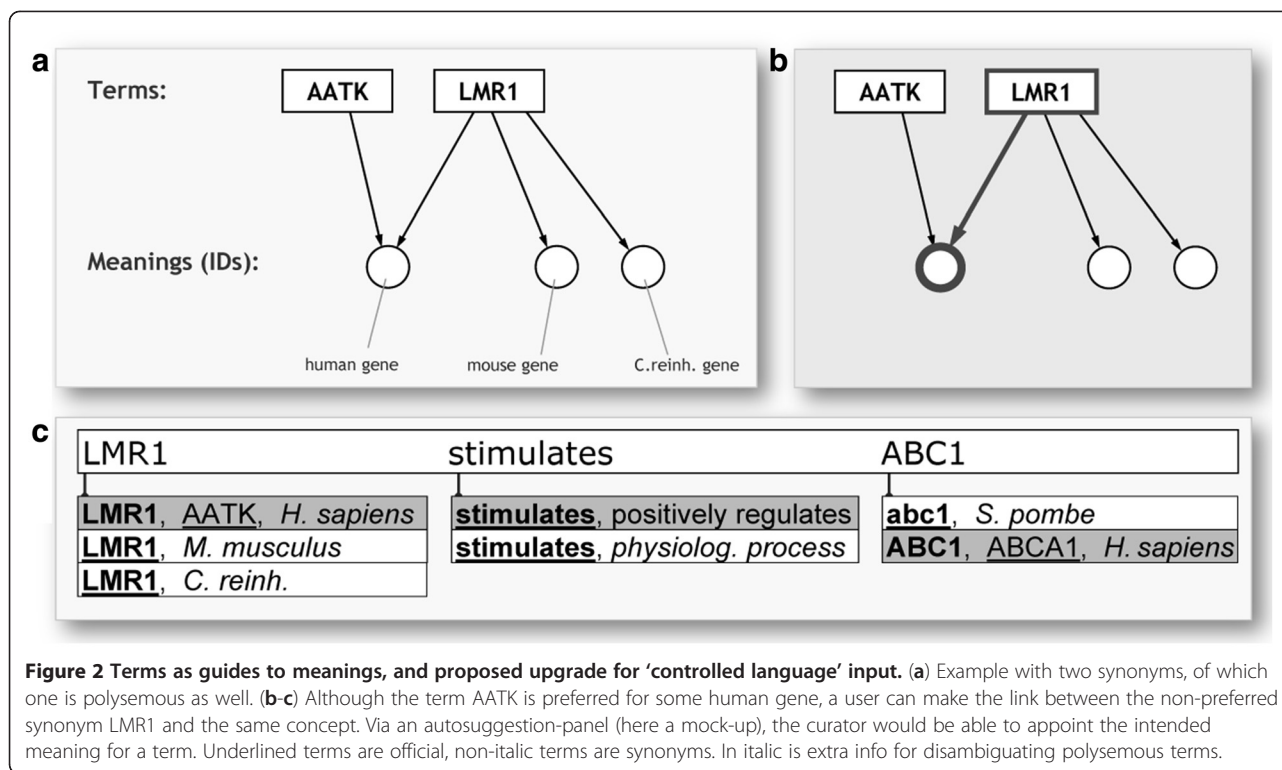 a
Terms:
AATK
LMR1
Meanings (IDs):
human gene
mouse gene
C.reinh. gene
b
AATK
LMR1
c
LMR1 stimulates ABC1
LMR1, AATK, H. sapiens
LMR1, M. musculus
LMR1, C. reinh.
stimulates, positively regulates
stimulates, physiolog. process
abc1, S. pombe
ABC1, ABCA1, H. sapiens
Figure 2 Terms as guides to meanings, and proposed upgrade for ‘controlled language’ input. (a) Example with two synonyms, of which
one is polysemous as well. (b-c) Although the term AATK is preferred for some human gene, a user can make the link between the non-preferred
synonym LMR1 and the same concept. Via an autosuggestion-panel (here a mock-up), the curator would be able to appoint the intended
meaning for a term. Underlined terms are official, non-italic terms are synonyms. In italic is extra info for disambiguating polysemous terms.